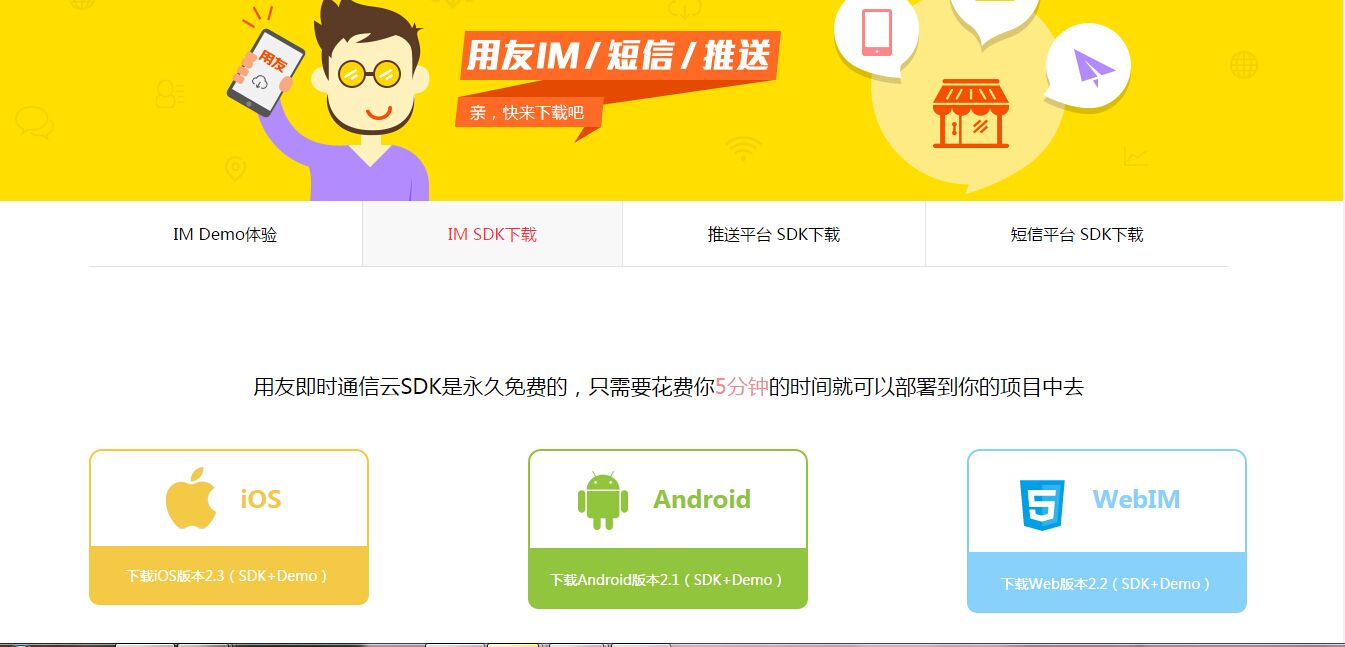 用友
用友IM/短信/推送
亲，快来下载吧
IM Demo体验
IM SDK下载
推送平台 SDK下载
短信平台 SDK下载
用友即时通信云SDK是永久免费的，只需要花费你5分钟的时间就可以部署到你的项目中去
iOS
Android
WebIM
下载iOS版本2.3（SDK+Demo）
下载Android版本2.1（SDK+Demo）
下载Web版本2.2（SDK+Demo）